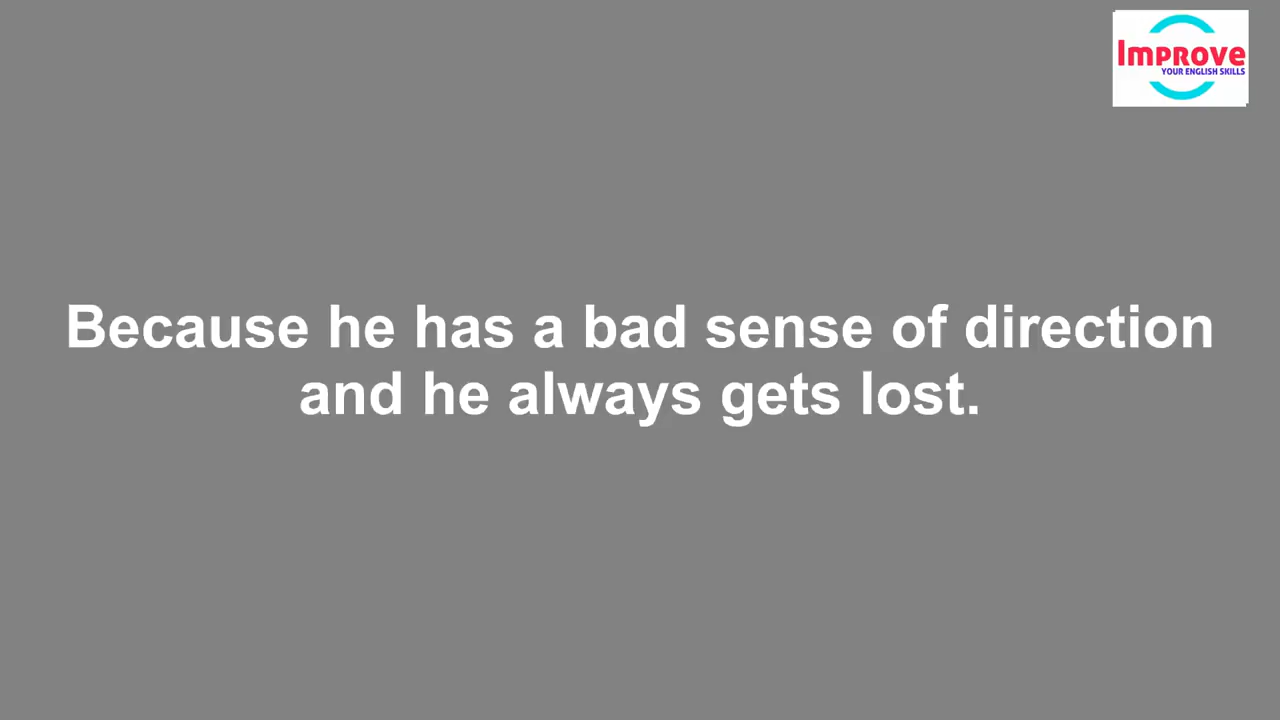 Improve
YOUR ENGLISH SKILLS
Because he has a bad sense of direction
and he always gets lost.